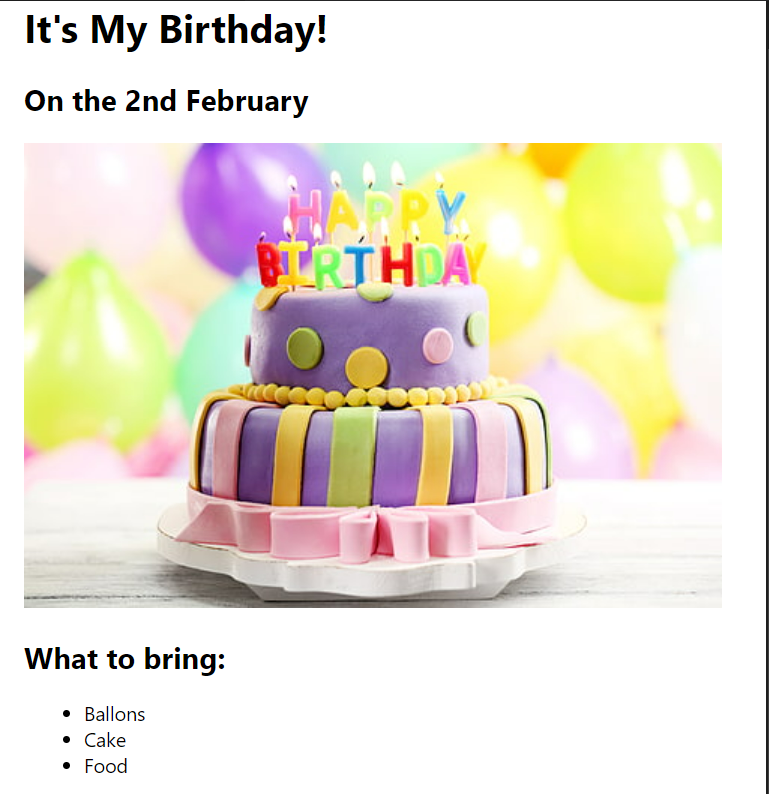 It's My Birthday!
On the 2nd February
HAPPY
BIRTHDAY
What to bring:
Ballons
Cake
Food